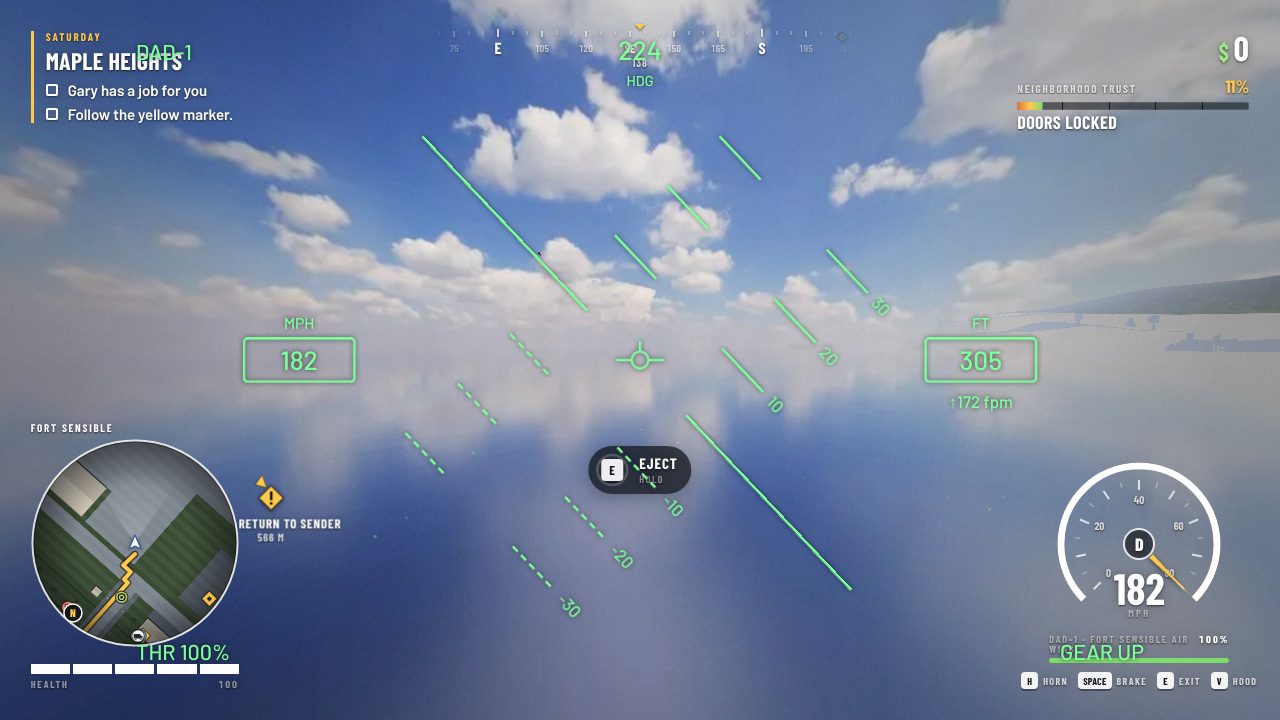 SATURDAY
MAPLE HEIGHTS
DAD-1
Gary has a job for you
Follow the yellow marker.
75 E 105 120 150 165 S 195
224
138
HDG
$ 0
NEIGHBORHOOD TRUST 11%
DOORS LOCKED
30
20
10
-10
-20
-30
MPH
182
FT
305
↑172 fpm
E EJECT
HOLD
FORT SENSIBLE
RETURN TO SENDER
566 M
N
THR 100%
HEALTH 100
0 20 40 60 80
D
182
MPH
DAD-1 · FORT SENSIBLE AIR 100%
GEAR UP
H HORN SPACE BRAKE E EXIT V HOOD